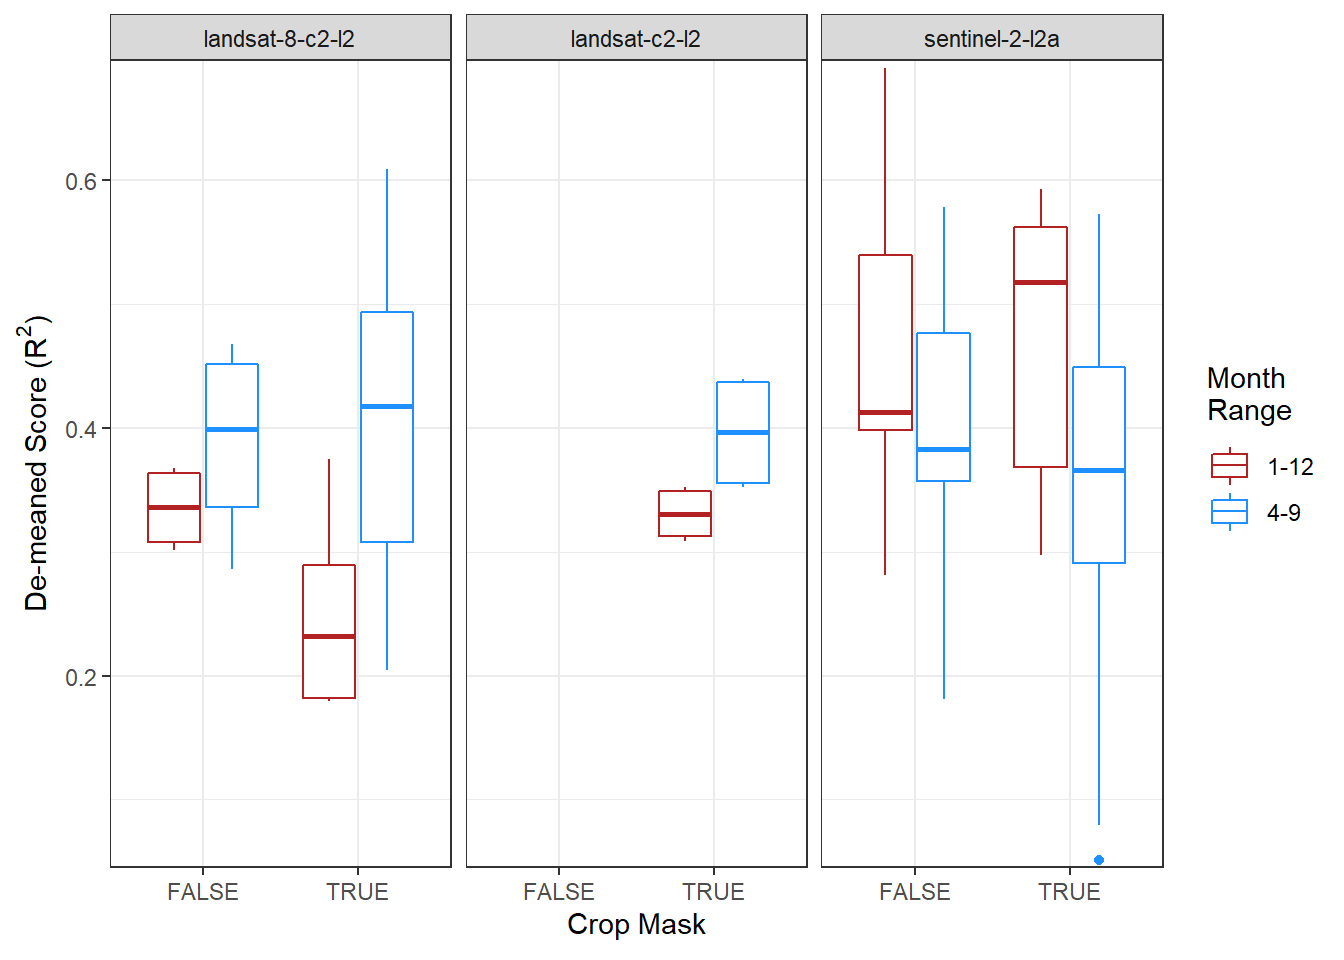 landsat-8-c2-l2
landsat-c2-l2
sentinel-2-l2a
De-meaned Score (R²)
0.6
0.4
0.2
FALSE
TRUE
FALSE
TRUE
FALSE
TRUE
Crop Mask
Month
Range
1-12
4-9